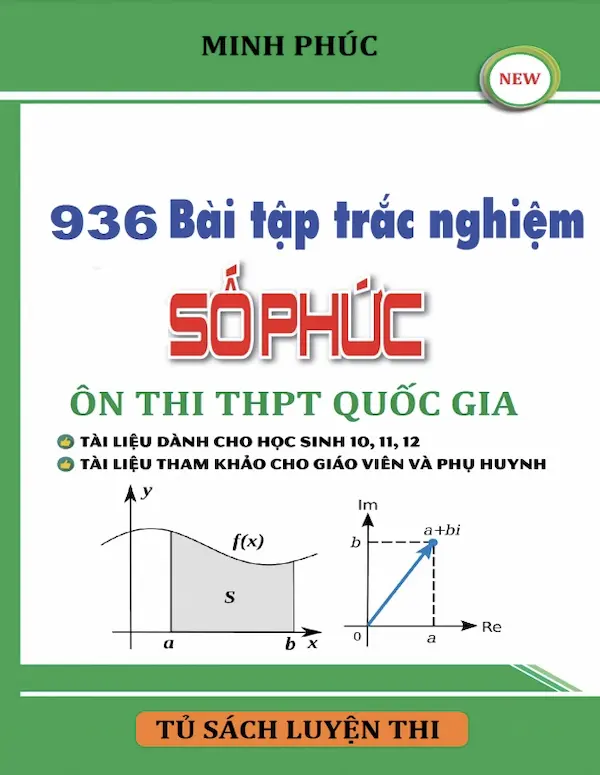 MINH PHÚC
NEW
936 Bài tập trắc nghiệm
SỐ PHỨC
ÔN THI THPT QUỐC GIA
TÀI LIỆU DÀNH CHO HỌC SINH 10, 11, 12
TÀI LIỆU THAM KHẢO CHO GIÁO VIÊN VÀ PHỤ HUYNH
y
f(x)
S
a
b
x
Im
b
a+bi
0
a
Re
TỦ SÁCH LUYỆN THI